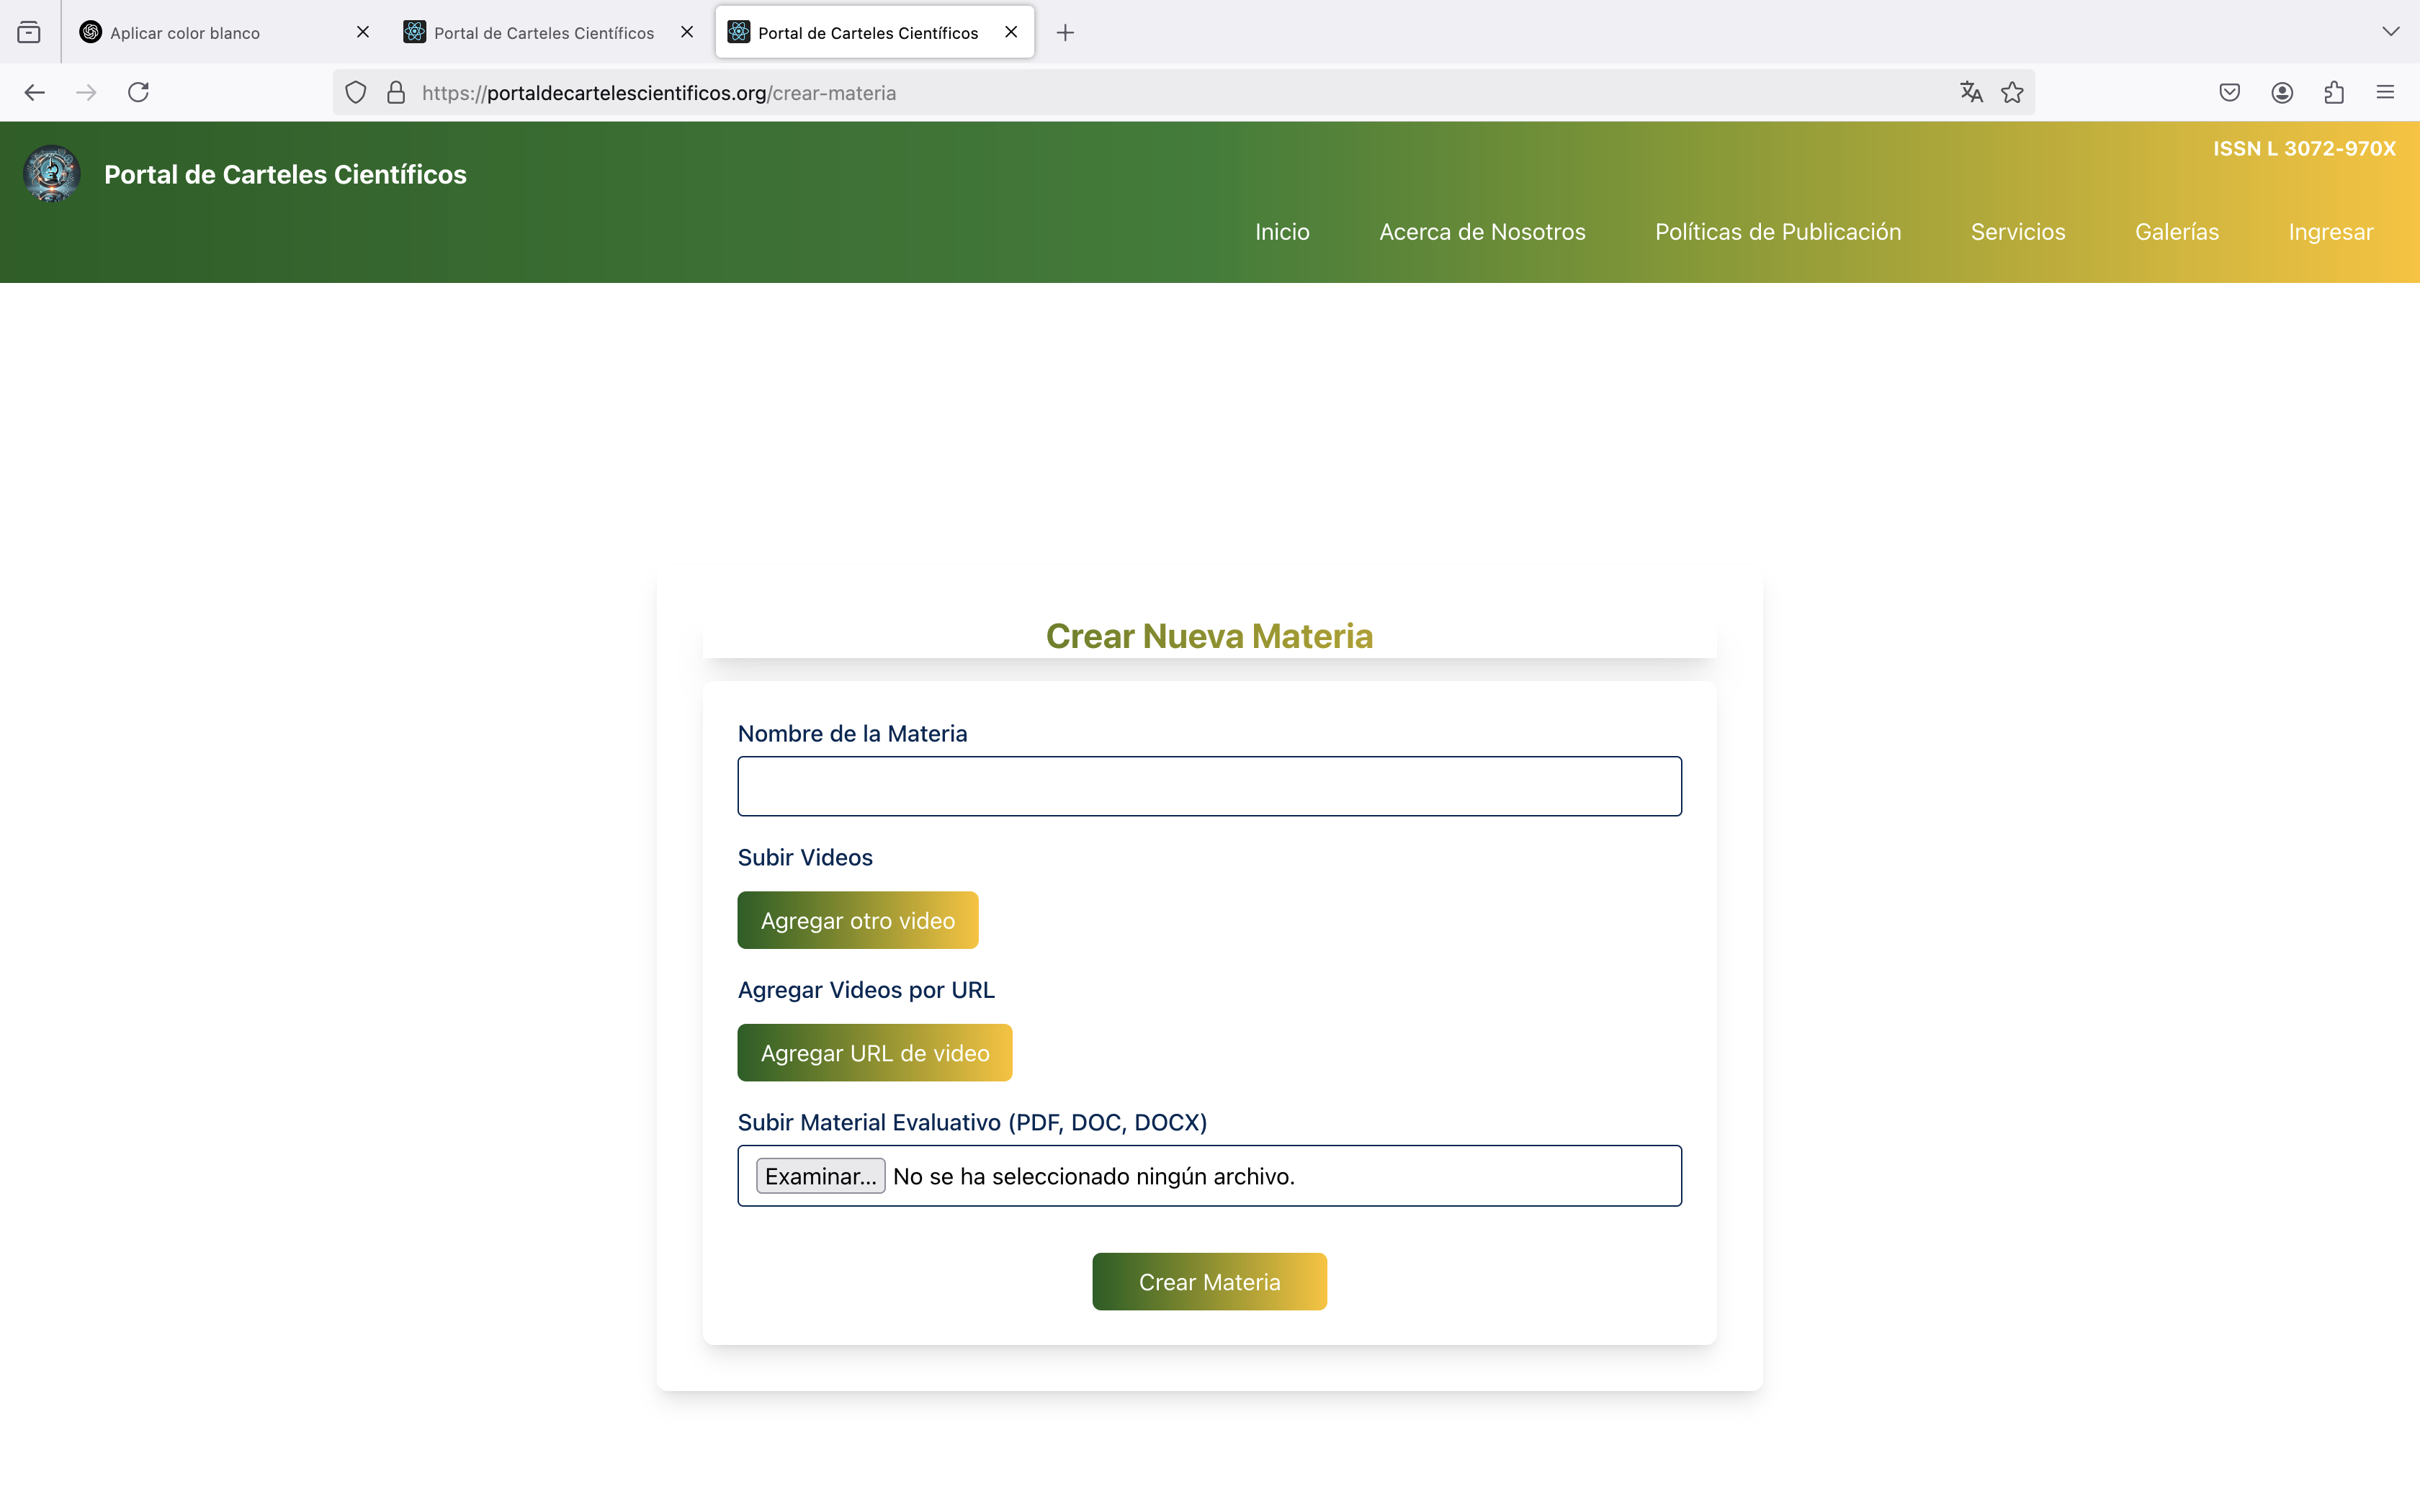 Aplicar color blanco
Portal de Carteles Científicos
Portal de Carteles Científicos
https://portaldecartelescientificos.org/crear-materia
ISSN L 3072-970X
Portal de Carteles Científicos
Inicio Acerca de Nosotros Políticas de Publicación Servicios Galerías Ingresar
Crear Nueva Materia
Nombre de la Materia
Subir Videos
Agregar otro video
Agregar Videos por URL
Agregar URL de video
Subir Material Evaluativo (PDF, DOC, DOCX)
Examinar... No se ha seleccionado ningún archivo.
Crear Materia